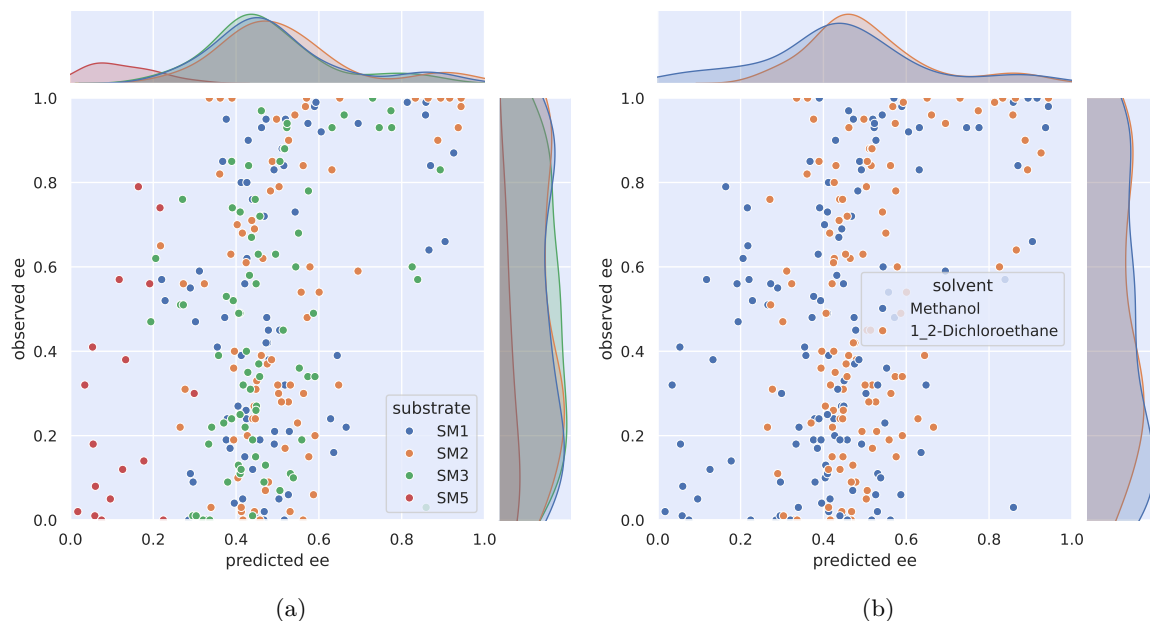 1.0
0.8
0.6
0.4
0.2
0.0
observed ee
0.0 0.2 0.4 0.6 0.8 1.0
predicted ee
substrate
SM1
SM2
SM3
SM5
(a)
1.0
0.8
0.6
0.4
0.2
0.0
observed ee
0.0 0.2 0.4 0.6 0.8 1.0
predicted ee
solvent
Methanol
1_2-Dichloroethane
(b)